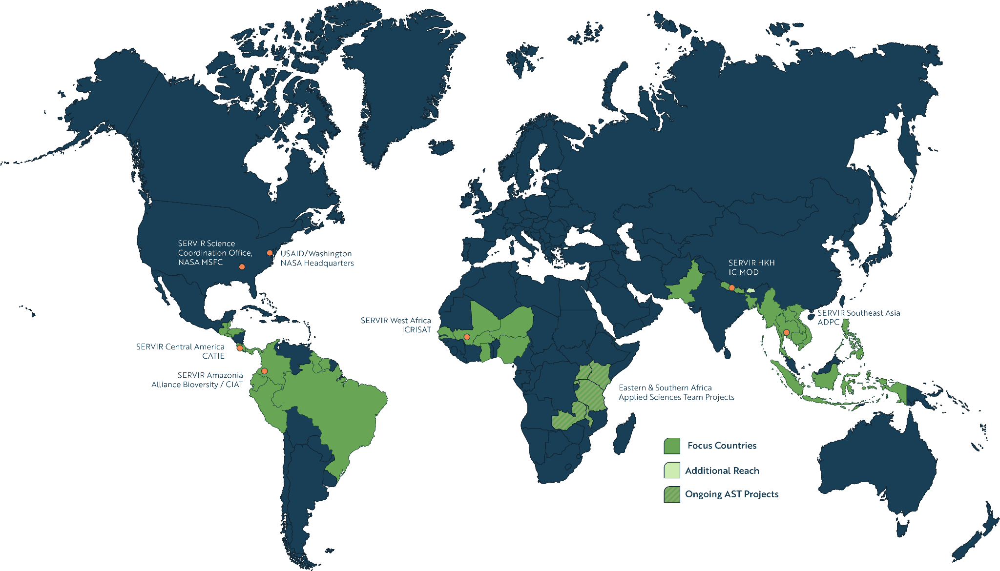 SERVIR Science
Coordination Office,
NASA MSFC
USAID/Washington
NASA Headquarters
SERVIR HKH
ICIMOD
SERVIR Southeast Asia
ADPC
SERVIR West Africa
ICRISAT
SERVIR Central America
CATIE
SERVIR Amazonia
Alliance Bioversity / CIAT
Eastern & Southern Africa
Applied Sciences Team Projects
Focus Countries
Additional Reach
Ongoing AST Projects